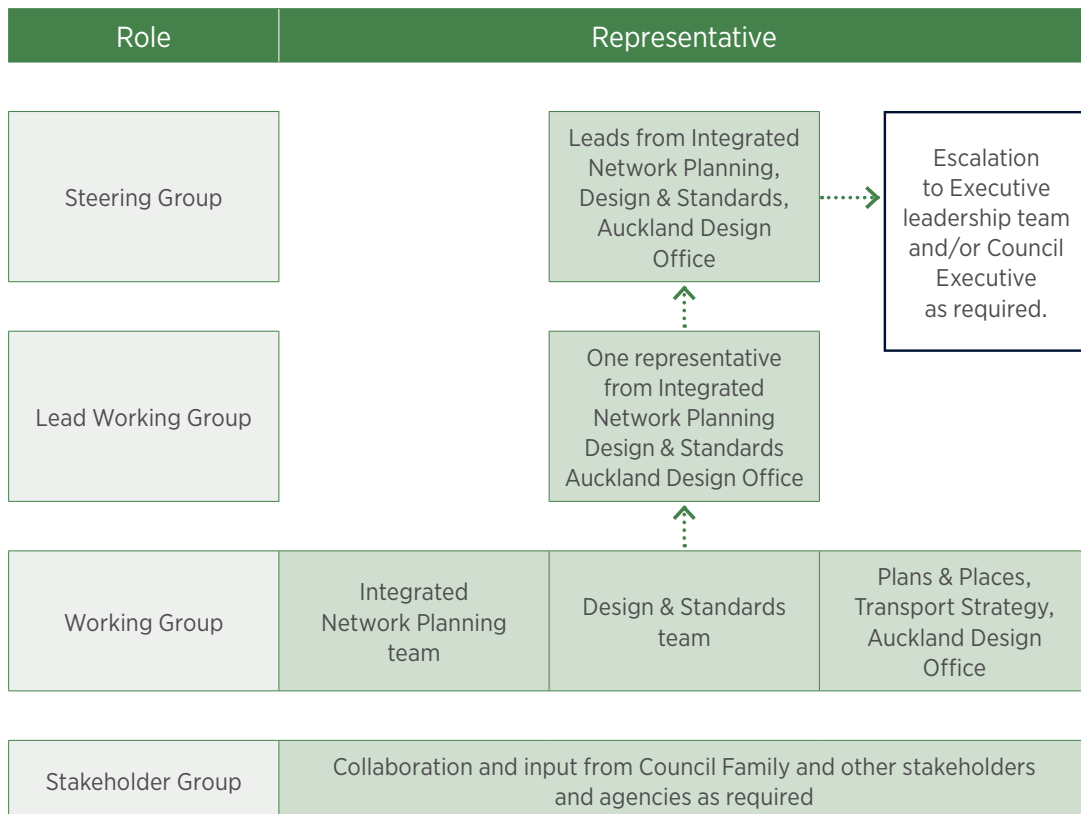 Role
Representative
Steering Group
Leads from Integrated
Network Planning,
Design & Standards,
Auckland Design
Office
Escalation
to Executive
leadership team
and/or Council
Executive
as required.
Lead Working Group
One representative
from Integrated
Network Planning
Design & Standards
Auckland Design Office
Working Group
Integrated
Network Planning
team
Design & Standards
team
Plans & Places,
Transport Strategy,
Auckland Design
Office
Stakeholder Group
Collaboration and input from Council Family and other stakeholders
and agencies as required